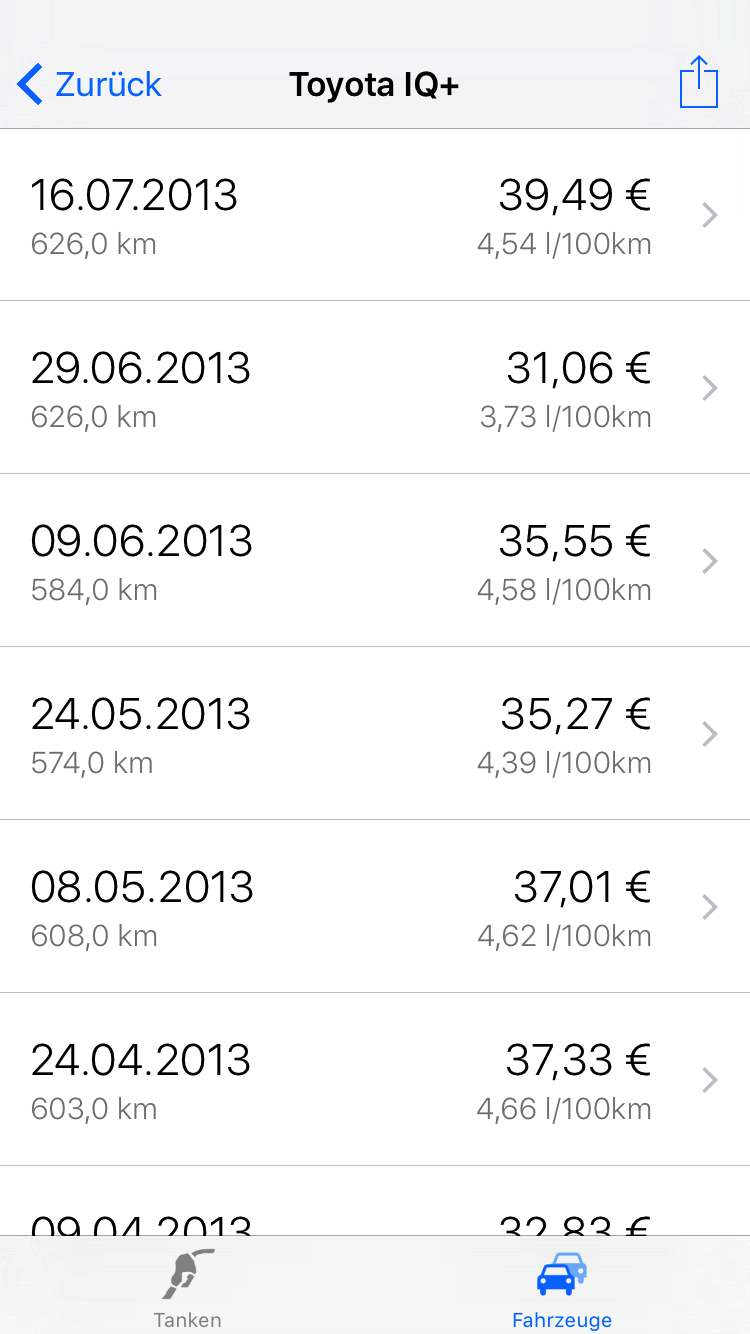 Zurück
Toyota IQ+
16.07.2013 39,49 €
626,0 km 4,54 l/100km
29.06.2013 31,06 €
626,0 km 3,73 l/100km
09.06.2013 35,55 €
584,0 km 4,58 l/100km
24.05.2013 35,27 €
574,0 km 4,39 l/100km
08.05.2013 37,01 €
608,0 km 4,62 l/100km
24.04.2013 37,33 €
603,0 km 4,66 l/100km
09.04.2013 32,83 €
Tanken Fahrzeuge